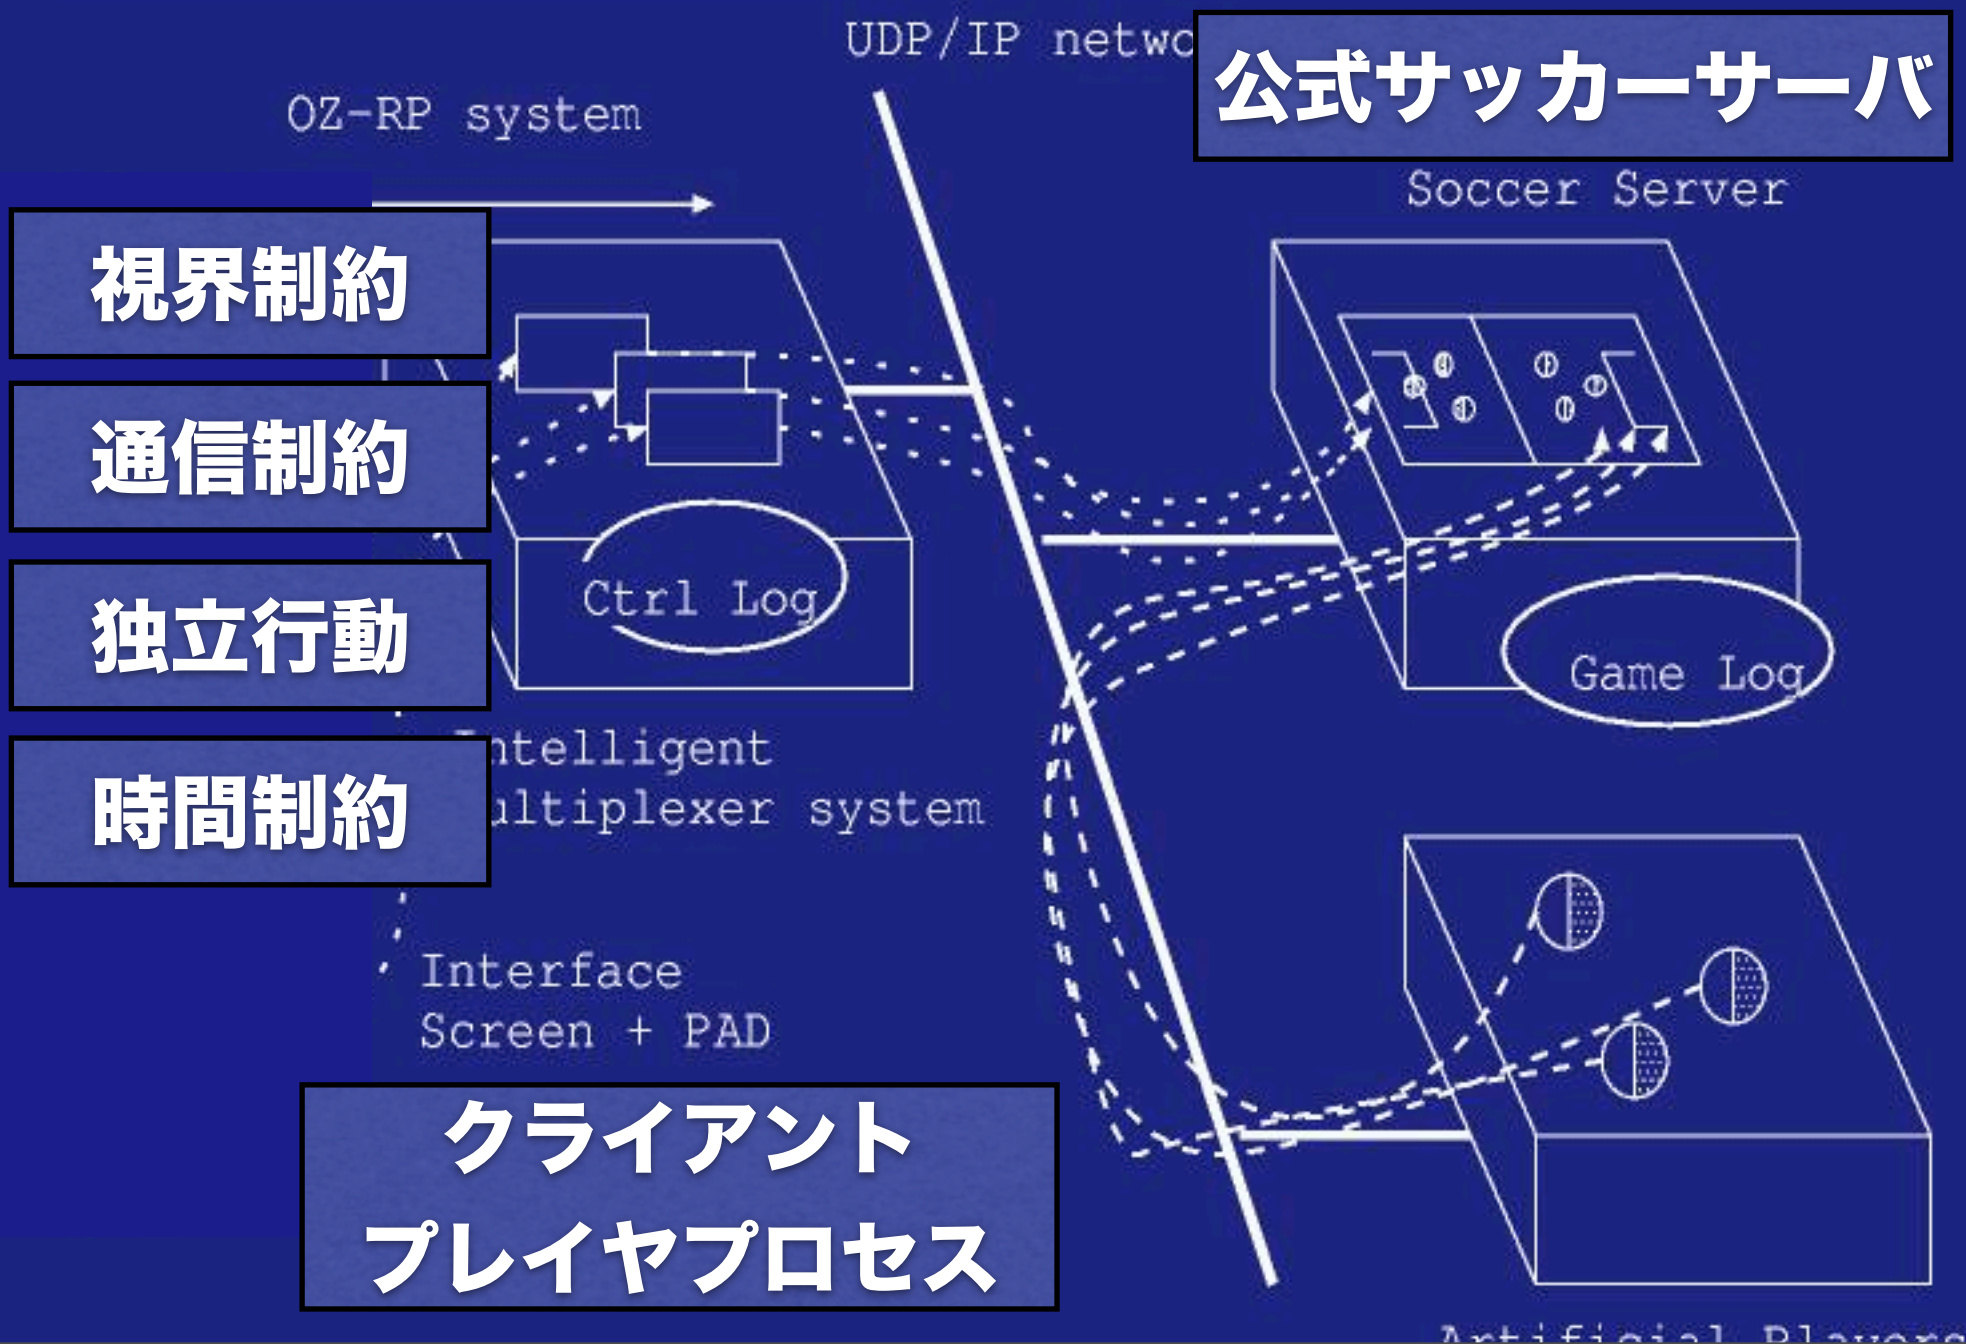 UDP/IP netwo
公式サッカーサーバ
OZ-RP system
Soccer Server
視界制約
通信制約
独立行動
時間制約
Ctrl Log
Game Log
ntelligent
ultiplexer system
Interface
Screen + PAD
クライアント
プレイヤプロセス
Artificial Players